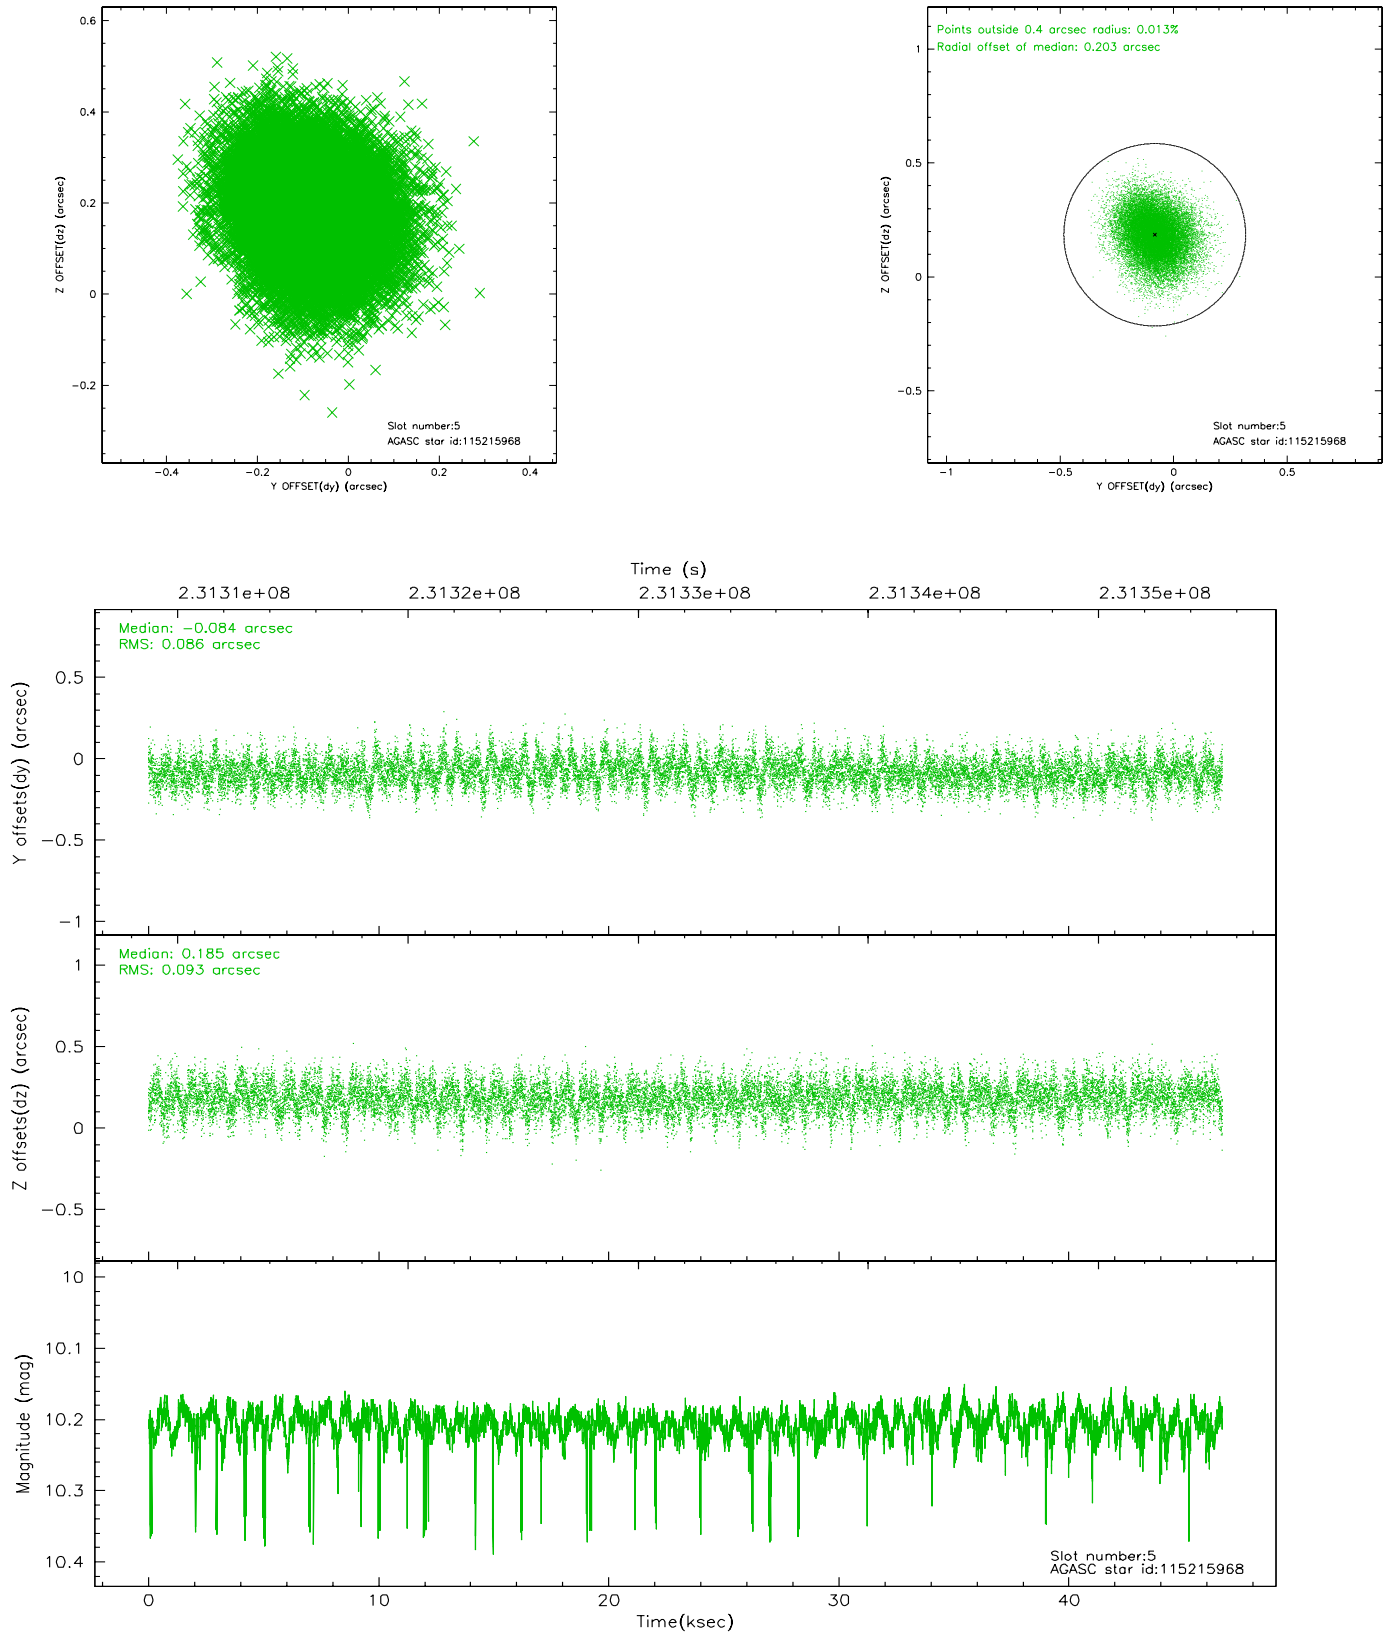 0.6
0.4
0.2
0
−0.2
Z OFFSET(dz) (arcsec)
Slot number:5
AGASC star id:115215968
−0.4 −0.2 0 0.2 0.4
Y OFFSET(dy) (arcsec)
Points outside 0.4 arcsec radius: 0.013%
Radial offset of median: 0.203 arcsec
1
0.5
0
−0.5
Z OFFSET(dz) (arcsec)
Slot number:5
AGASC star id:115215968
−1 −0.5 0 0.5
Y OFFSET(dy) (arcsec)
Time (s)
2.3131e+08 2.3132e+08 2.3133e+08 2.3134e+08 2.3135e+08
Median: −0.084 arcsec
RMS: 0.086 arcsec
0.5
0
−0.5
−1
Y offsets(dy) (arcsec)
Median: 0.185 arcsec
RMS: 0.093 arcsec
1
0.5
0
−0.5
Z offsets(dz) (arcsec)
10
10.1
10.2
10.3
10.4
Magnitude (mag)
Slot number:5
AGASC star id:115215968
0 10 20 30 40
Time(ksec)